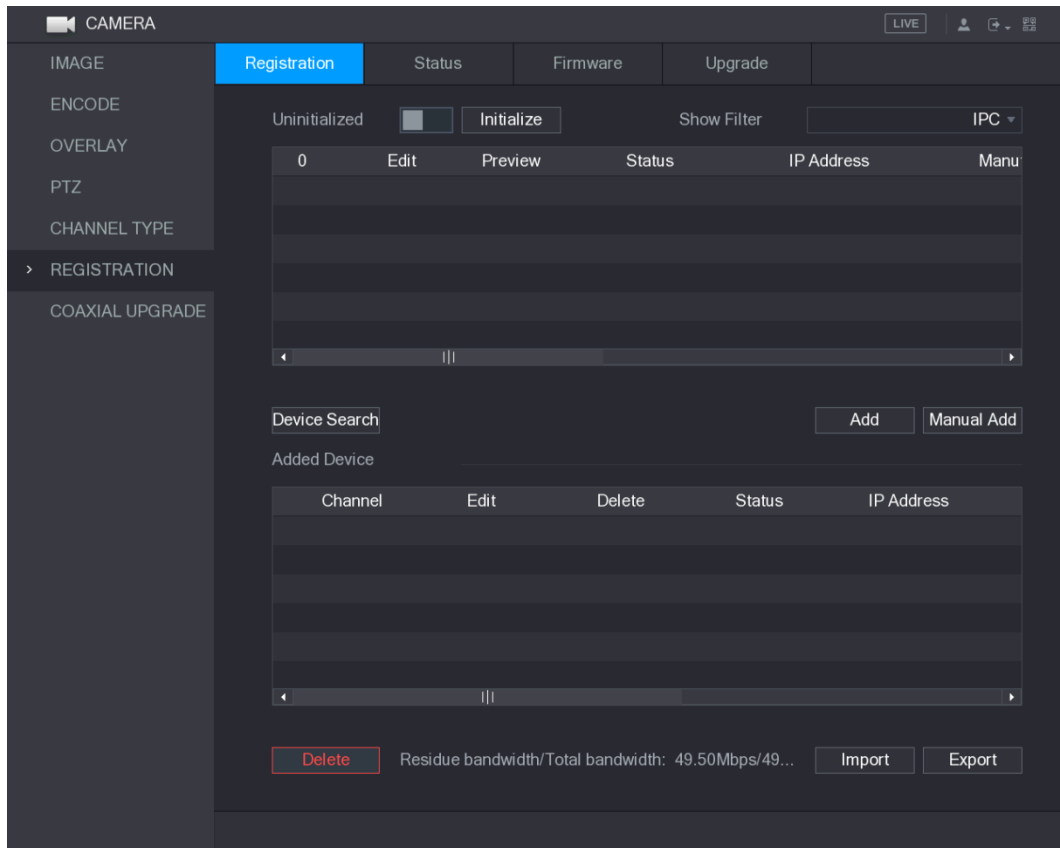 CAMERA LIVE
IMAGE
ENCODE
OVERLAY
PTZ
CHANNEL TYPE
REGISTRATION
COAXIAL UPGRADE
Registration Status Firmware Upgrade
Uninitialized Initialize Show Filter IPC
0 Edit Preview Status IP Address Manu
Device Search Add Manual Add
Added Device
Channel Edit Delete Status IP Address
Delete Residue bandwidth/Total bandwidth: 49.50Mbps/49... Import Export